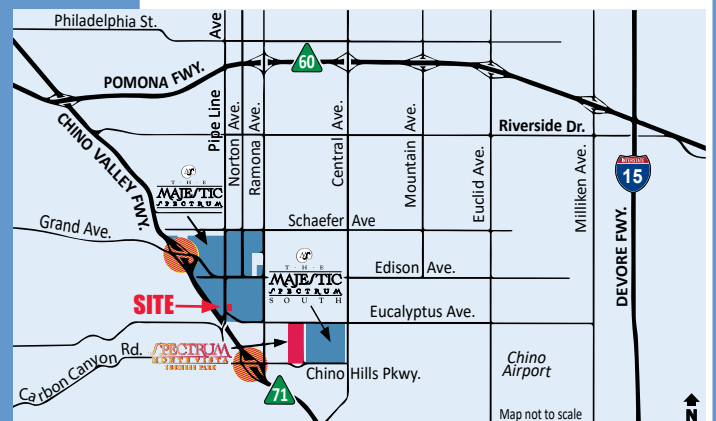 Philadelphia St.
Ave
60
POMONA FWY.
Pipe Line
Norton Ave.
Ramona Ave.
Central Ave.
Mountain Ave.
Euclid Ave.
Riverside Dr.
Milliken Ave.
INTERSTATE
15
DEVORE FWY.
CHINO VALLEY FWY.
THE
MAJESTIC
SPECTRUM
Grand Ave.
Schaefer Ave
THE
MAJESTIC
SPECTRUM
SOUTH
Edison Ave.
SITE
Eucalyptus Ave.
Carbon Canyon Rd.
SPECTRUM
BUSINESS PARK
Chino Hills Pkwy.
Chino
Airport
71
Map not to scale
N